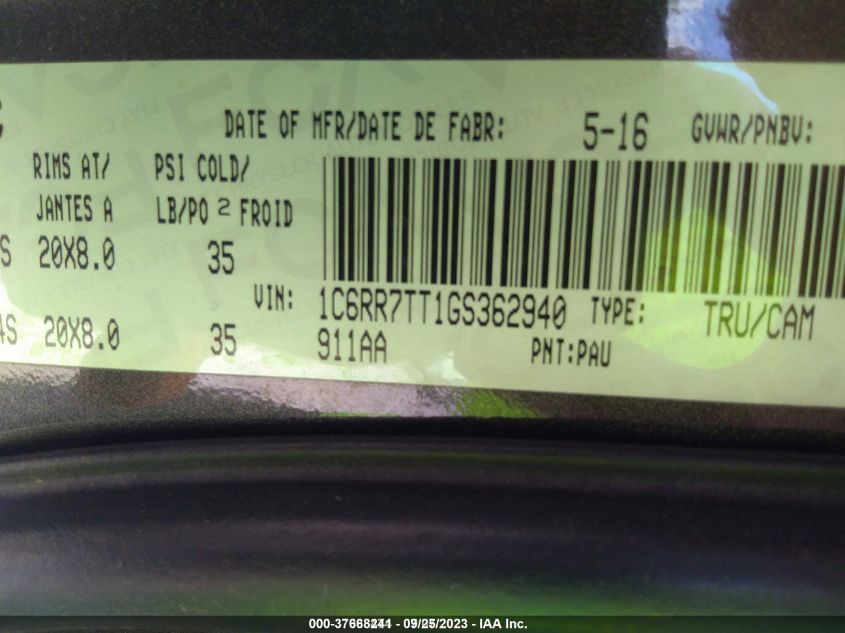 DATE OF MFR/DATE DE FABR: 5-16 GVWR/PNBV:
RIMS AT/ PSI COLD/
JANTES A LB/PO 2 FROID
S 20X8.0 35
VIN: 1C6RR7TT1GS362940 TYPE: TRU/CAM
4S 20X8.0 35
911AA PNT:PAU
000-37668241 - 09/25/2023 - IAA Inc.